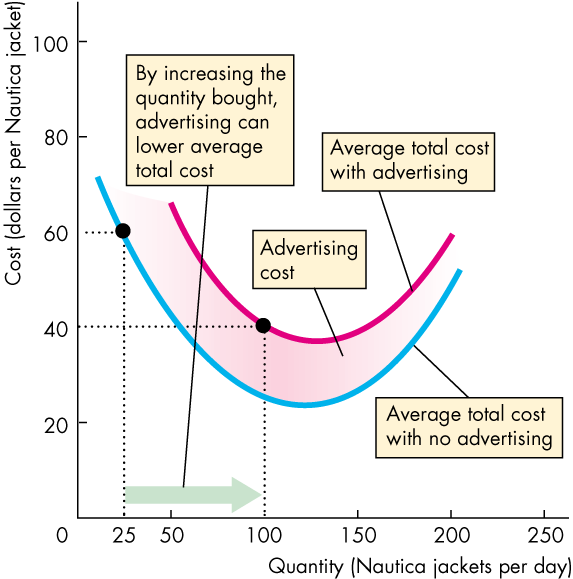 Cost (dollars per Nautica jacket)
100
80
60
40
20
0
By increasing the
quantity bought,
advertising can
lower average
total cost
Average total cost
with advertising
Advertising
cost
Average total cost
with no advertising
25
50
100
150
200
250
Quantity (Nautica jackets per day)